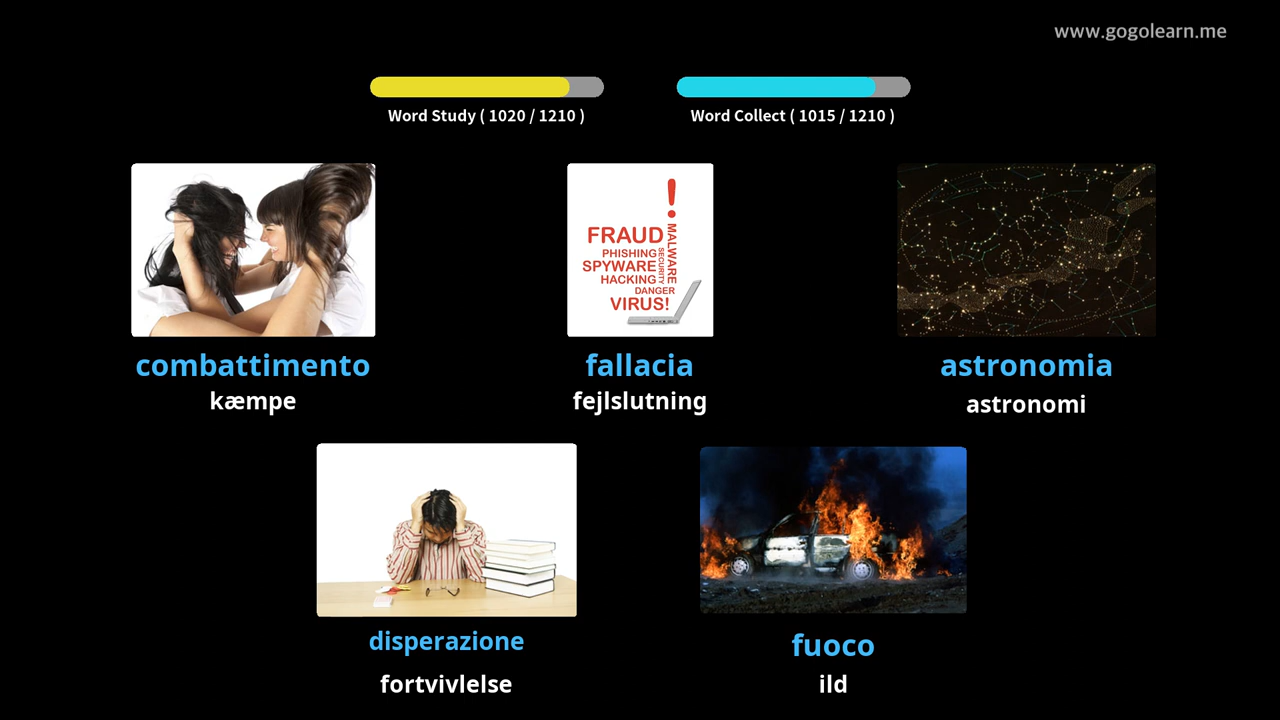 www.gogolearn.me
Word Study ( 1020 / 1210 )
Word Collect ( 1015 / 1210 )
!
FRAUD
PHISHING
SPYWARE
HACKING
DANGER
VIRUS!
SECURITY
MALWARE
combattimento
fallacia
astronomia
kæmpe
fejlslutning
astronomi
disperazione
fuoco
fortvivlelse
ild